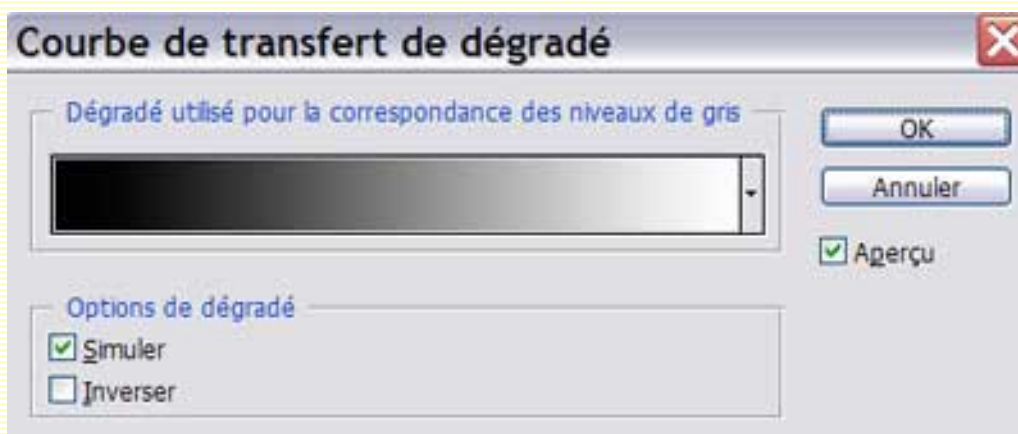 Courbe de transfert de dégradé
Dégradé utilisé pour la correspondance des niveaux de gris
OK
Annuler
Aperçu
Options de dégradé
Simuler
Inverser